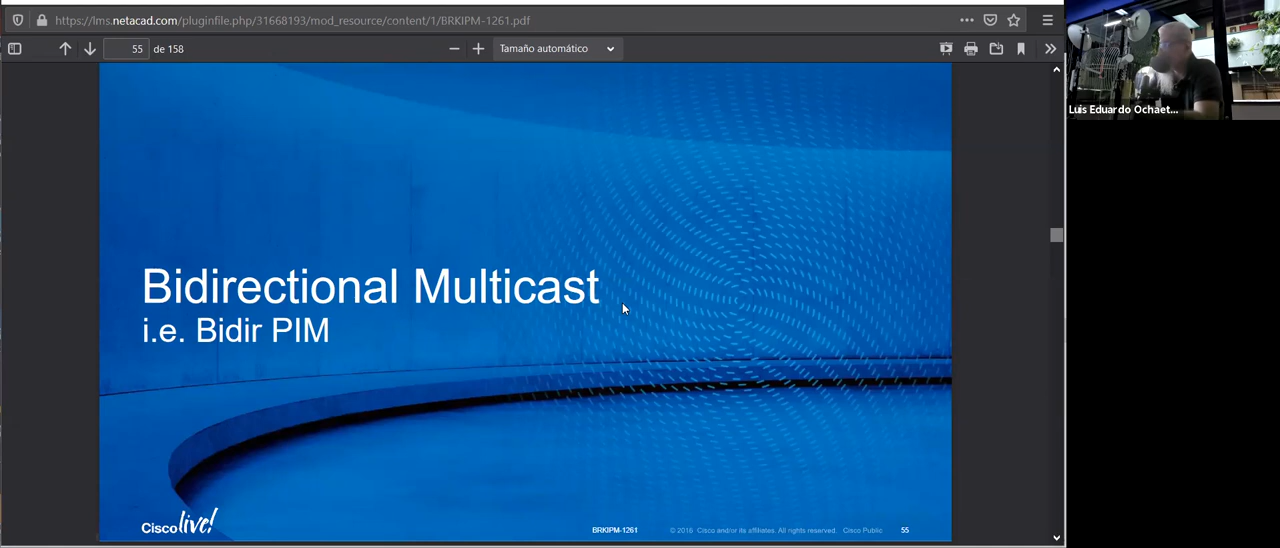 https://lms.netacad.com/pluginfile.php/31668193/mod_resource/content/1/BRKIPM-1261.pdf
55 de 158
Tamaño automático
Luis Eduardo Ochaet...
Bidirectional Multicast
i.e. Bidir PIM
Cisco live!
BRKIPM-1261 © 2016 Cisco and/or its affiliates. All rights reserved. Cisco Public 55